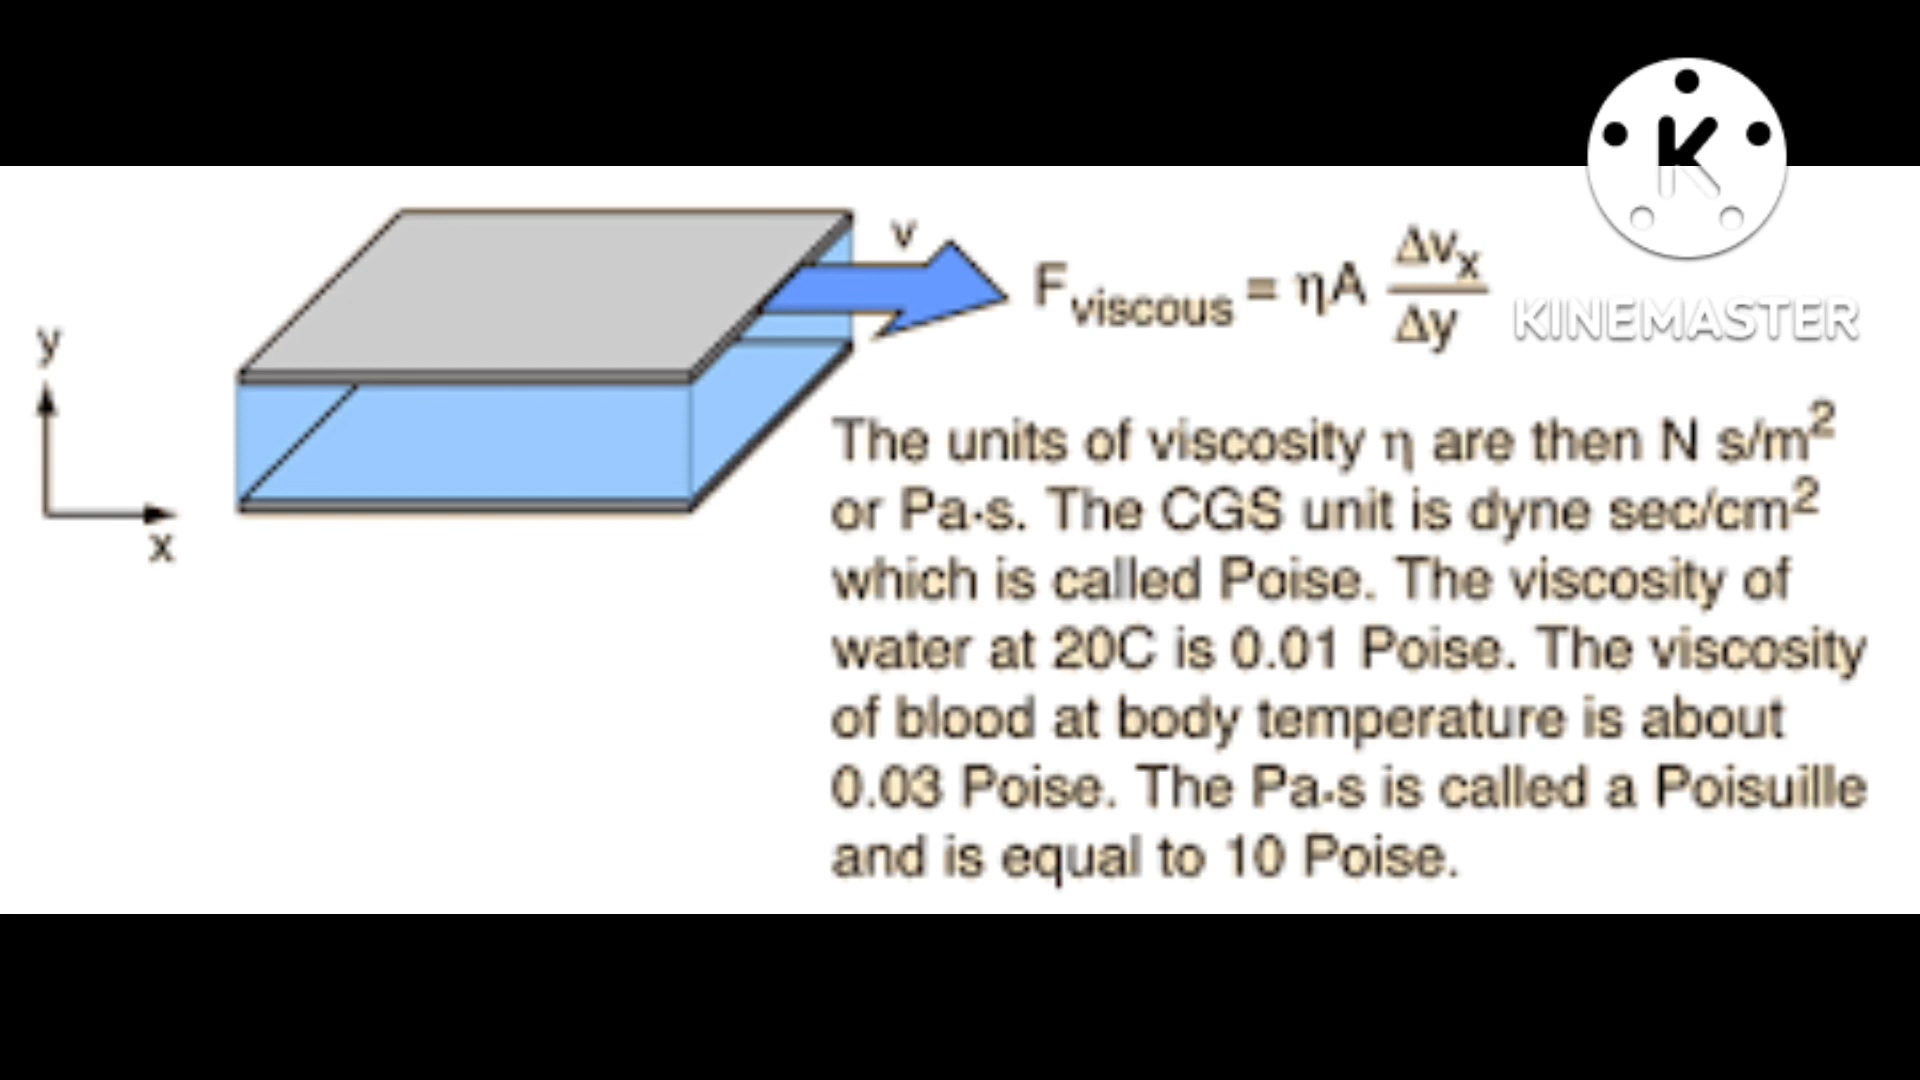 K
KINEMASTER
v
F viscous = ηA Δvx / Δy
y
x
The units of viscosity η are then N s/m²
or Pa·s. The CGS unit is dyne sec/cm²
which is called Poise. The viscosity of
water at 20C is 0.01 Poise. The viscosity
of blood at body temperature is about
0.03 Poise. The Pa·s is called a Poisuille
and is equal to 10 Poise.